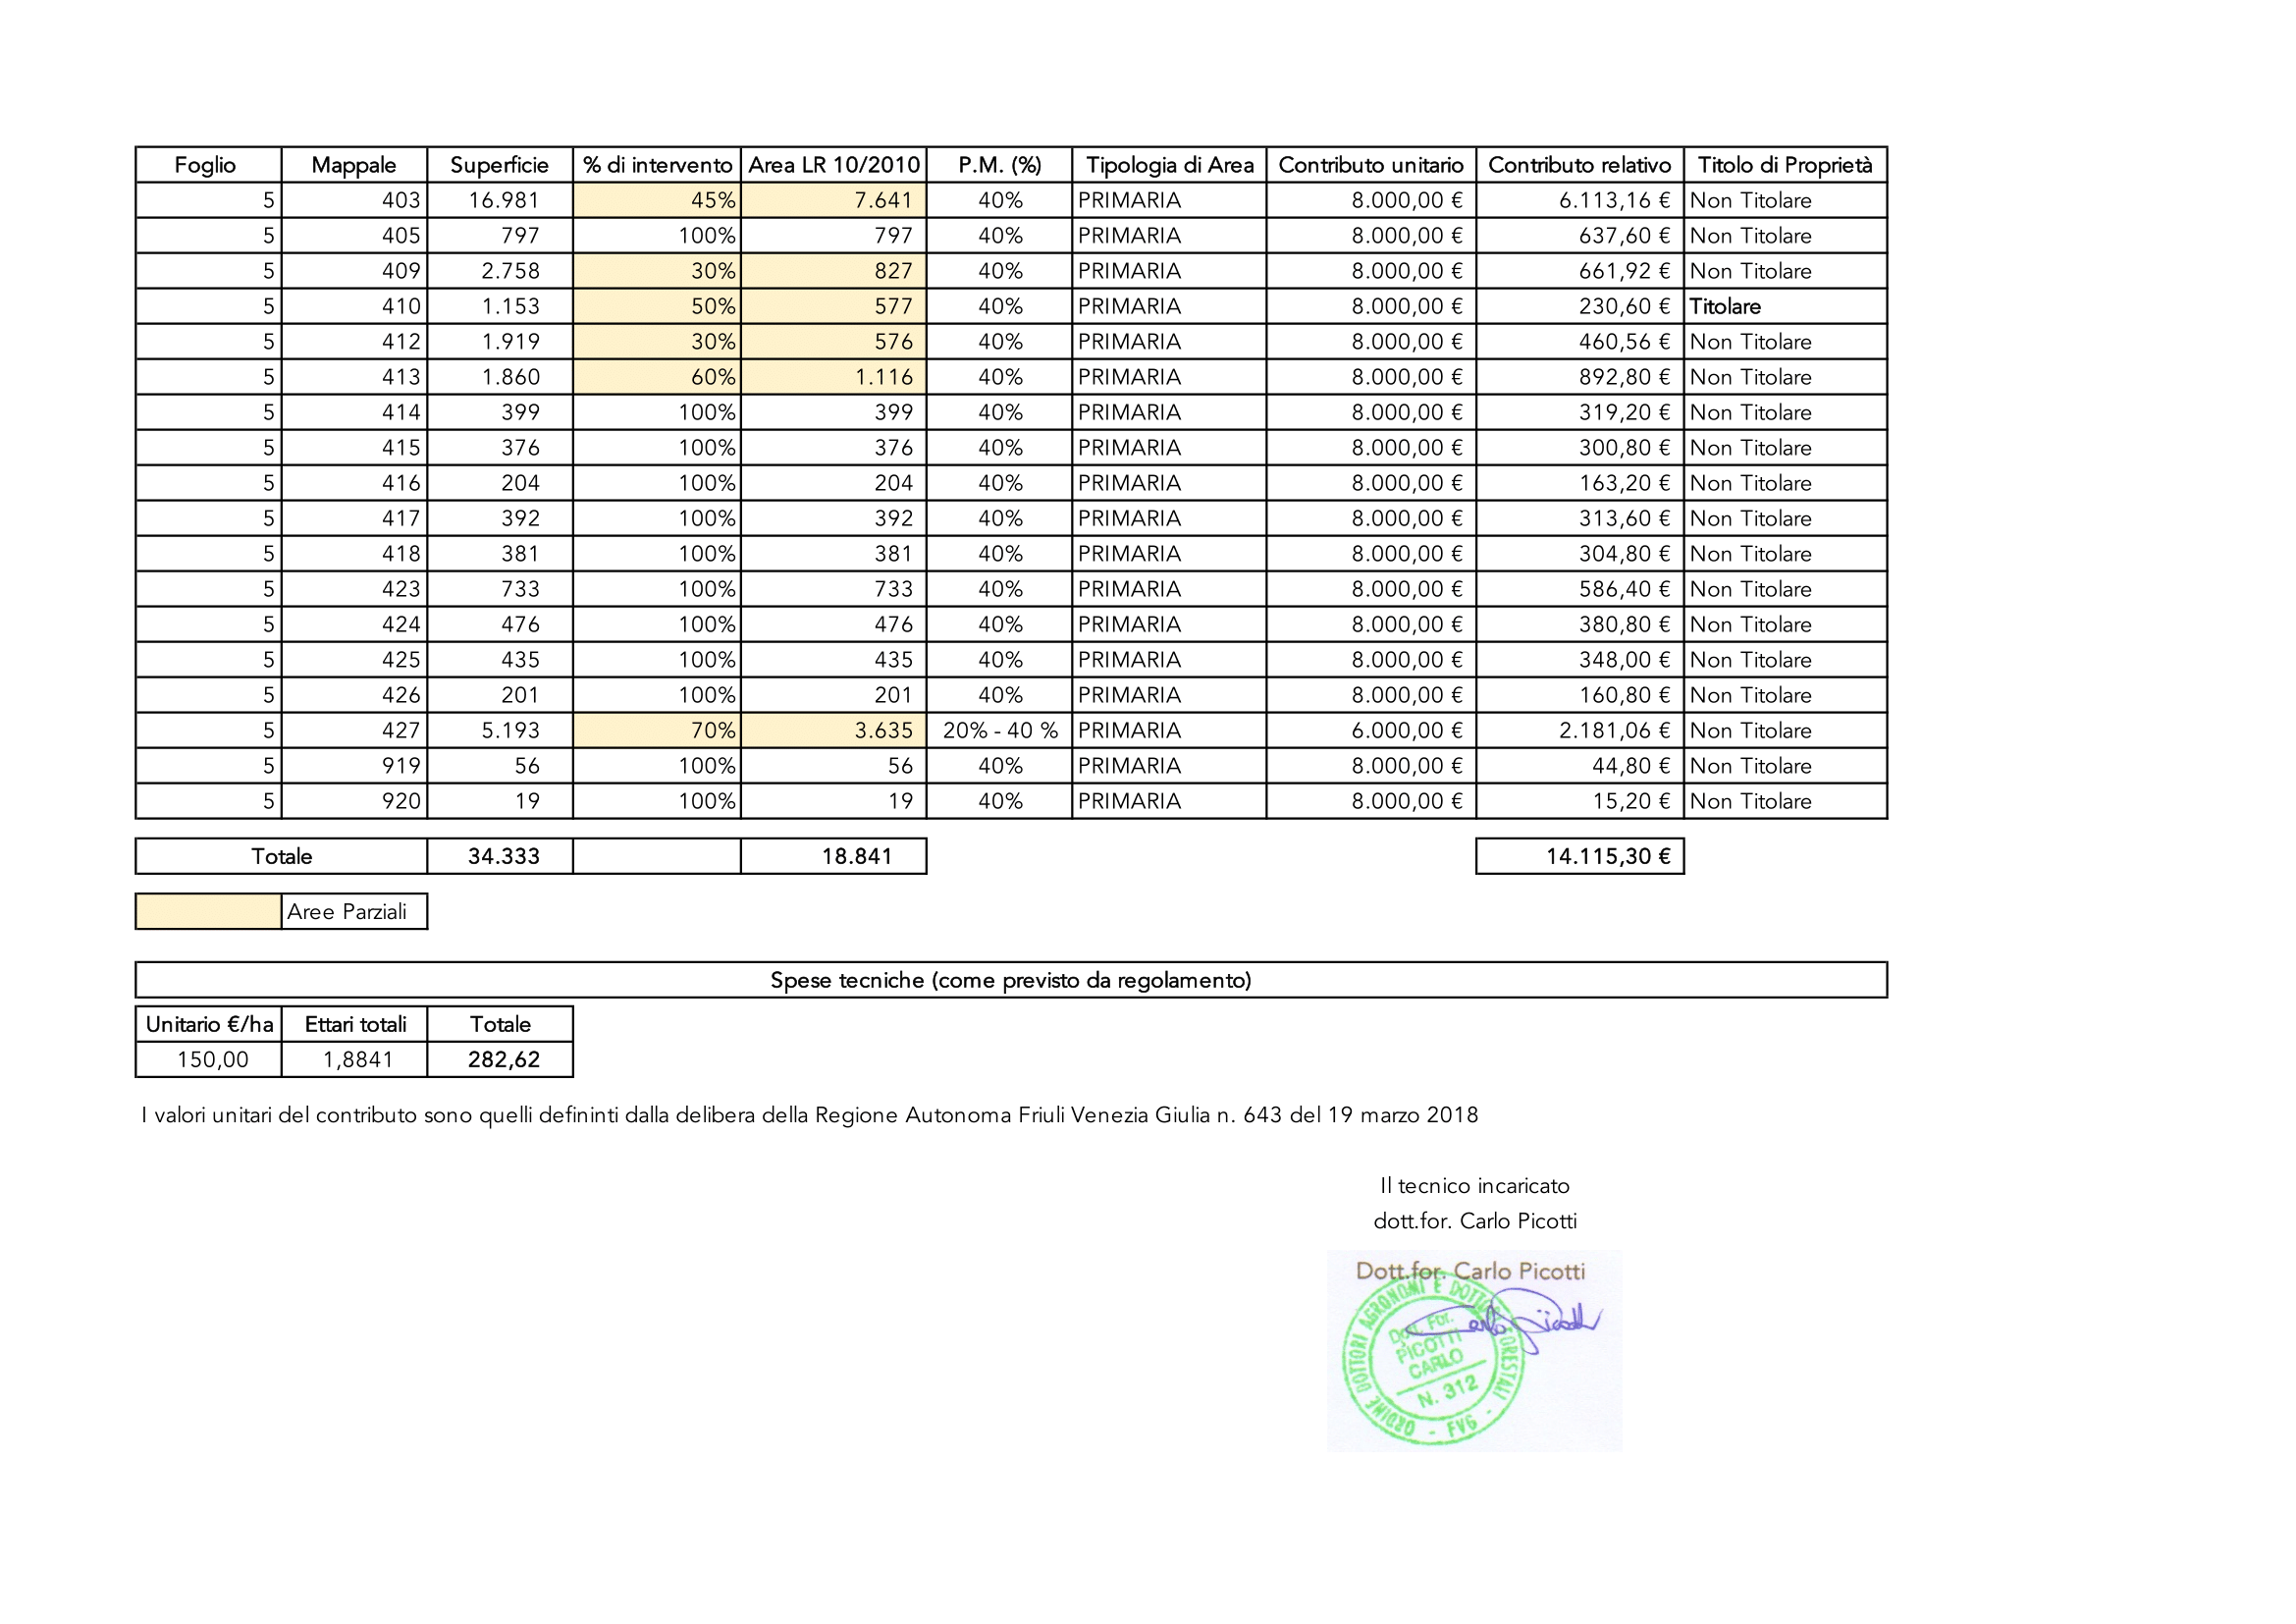 Foglio Mappale Superficie % di intervento Area LR 10/2010 P.M. (%) Tipologia di Area Contributo unitario Contributo relativo Titolo di Proprietà
5 403 16.981 45% 7.641 40% PRIMARIA 8.000,00 € 6.113,16 € Non Titolare
5 405 797 100% 797 40% PRIMARIA 8.000,00 € 637,60 € Non Titolare
5 409 2.758 30% 827 40% PRIMARIA 8.000,00 € 661,92 € Non Titolare
5 410 1.153 50% 577 40% PRIMARIA 8.000,00 € 230,60 € Titolare
5 412 1.919 30% 576 40% PRIMARIA 8.000,00 € 460,56 € Non Titolare
5 413 1.860 60% 1.116 40% PRIMARIA 8.000,00 € 892,80 € Non Titolare
5 414 399 100% 399 40% PRIMARIA 8.000,00 € 319,20 € Non Titolare
5 415 376 100% 376 40% PRIMARIA 8.000,00 € 300,80 € Non Titolare
5 416 204 100% 204 40% PRIMARIA 8.000,00 € 163,20 € Non Titolare
5 417 392 100% 392 40% PRIMARIA 8.000,00 € 313,60 € Non Titolare
5 418 381 100% 381 40% PRIMARIA 8.000,00 € 304,80 € Non Titolare
5 423 733 100% 733 40% PRIMARIA 8.000,00 € 586,40 € Non Titolare
5 424 476 100% 476 40% PRIMARIA 8.000,00 € 380,80 € Non Titolare
5 425 435 100% 435 40% PRIMARIA 8.000,00 € 348,00 € Non Titolare
5 426 201 100% 201 40% PRIMARIA 8.000,00 € 160,80 € Non Titolare
5 427 5.193 70% 3.635 20% - 40 % PRIMARIA 6.000,00 € 2.181,06 € Non Titolare
5 919 56 100% 56 40% PRIMARIA 8.000,00 € 44,80 € Non Titolare
5 920 19 100% 19 40% PRIMARIA 8.000,00 € 15,20 € Non Titolare
Totale 34.333 18.841 14.115,30 €
Aree Parziali
Spese tecniche (come previsto da regolamento)
Unitario €/ha Ettari totali Totale
150,00 1,8841 282,62
I valori unitari del contributo sono quelli defininti dalla delibera della Regione Autonoma Friuli Venezia Giulia n. 643 del 19 marzo 2018
Il tecnico incaricato
dott.for. Carlo Picotti
Dott.for. Carlo Picotti
ORDINE DOTTORI AGRONOMI E DOTTORI FORESTALI - FVG -
Dott. For.
PICOTTI
CARLO
N. 312
Carlo Picotti